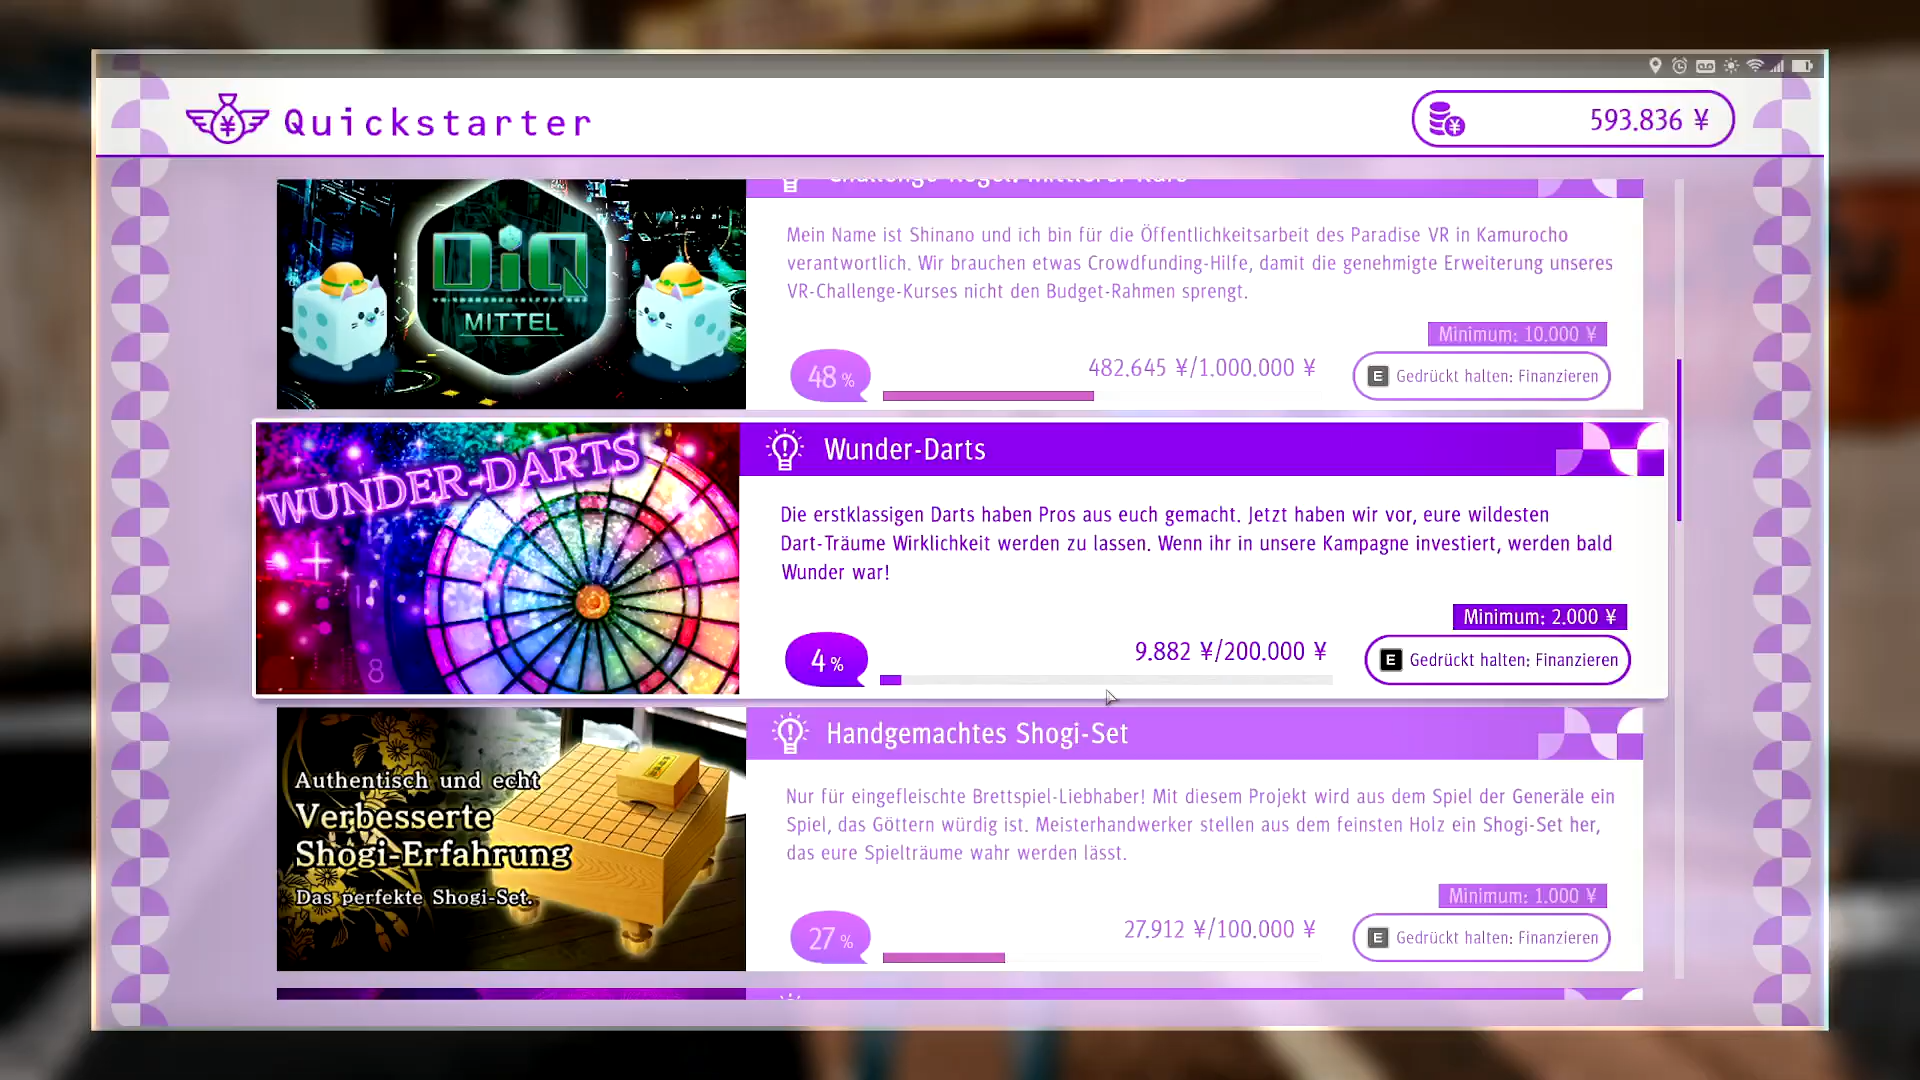 Quickstarter
593.836 ¥
DiQ
MITTEL
Mein Name ist Shinano und ich bin für die Öffentlichkeitsarbeit des Paradise VR in Kamurocho
verantwortlich. Wir brauchen etwas Crowdfunding-Hilfe, damit die genehmigte Erweiterung unseres
VR-Challenge-Kurses nicht den Budget-Rahmen sprengt.
Minimum: 10.000 ¥
48 %
482.645 ¥/1.000.000 ¥
E Gedrückt halten: Finanzieren
WUNDER-DARTS
8
Wunder-Darts
Die erstklassigen Darts haben Pros aus euch gemacht. Jetzt haben wir vor, eure wildesten
Dart-Träume Wirklichkeit werden zu lassen. Wenn ihr in unsere Kampagne investiert, werden bald
Wunder war!
Minimum: 2.000 ¥
4 %
9.882 ¥/200.000 ¥
E Gedrückt halten: Finanzieren
Authentisch und echt
Verbesserte
Shogi-Erfahrung
Das perfekte Shogi-Set.
Handgemachtes Shogi-Set
Nur für eingefleischte Brettspiel-Liebhaber! Mit diesem Projekt wird aus dem Spiel der Generäle ein
Spiel, das Göttern würdig ist. Meisterhandwerker stellen aus dem feinsten Holz ein Shogi-Set her,
das eure Spielträume wahr werden lässt.
Minimum: 1.000 ¥
27 %
27.912 ¥/100.000 ¥
E Gedrückt halten: Finanzieren